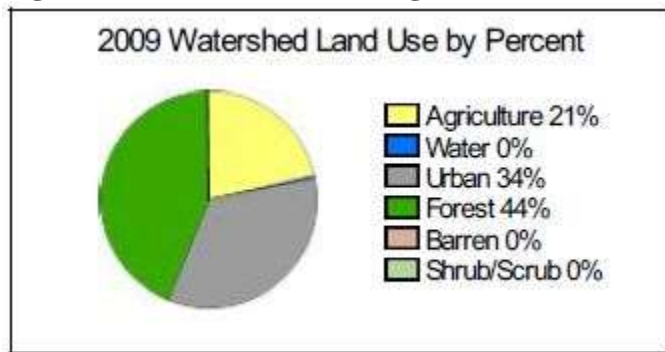 2009 Watershed Land Use by Percent
Agriculture 21%
Water 0%
Urban 34%
Forest 44%
Barren 0%
Shrub/Scrub 0%